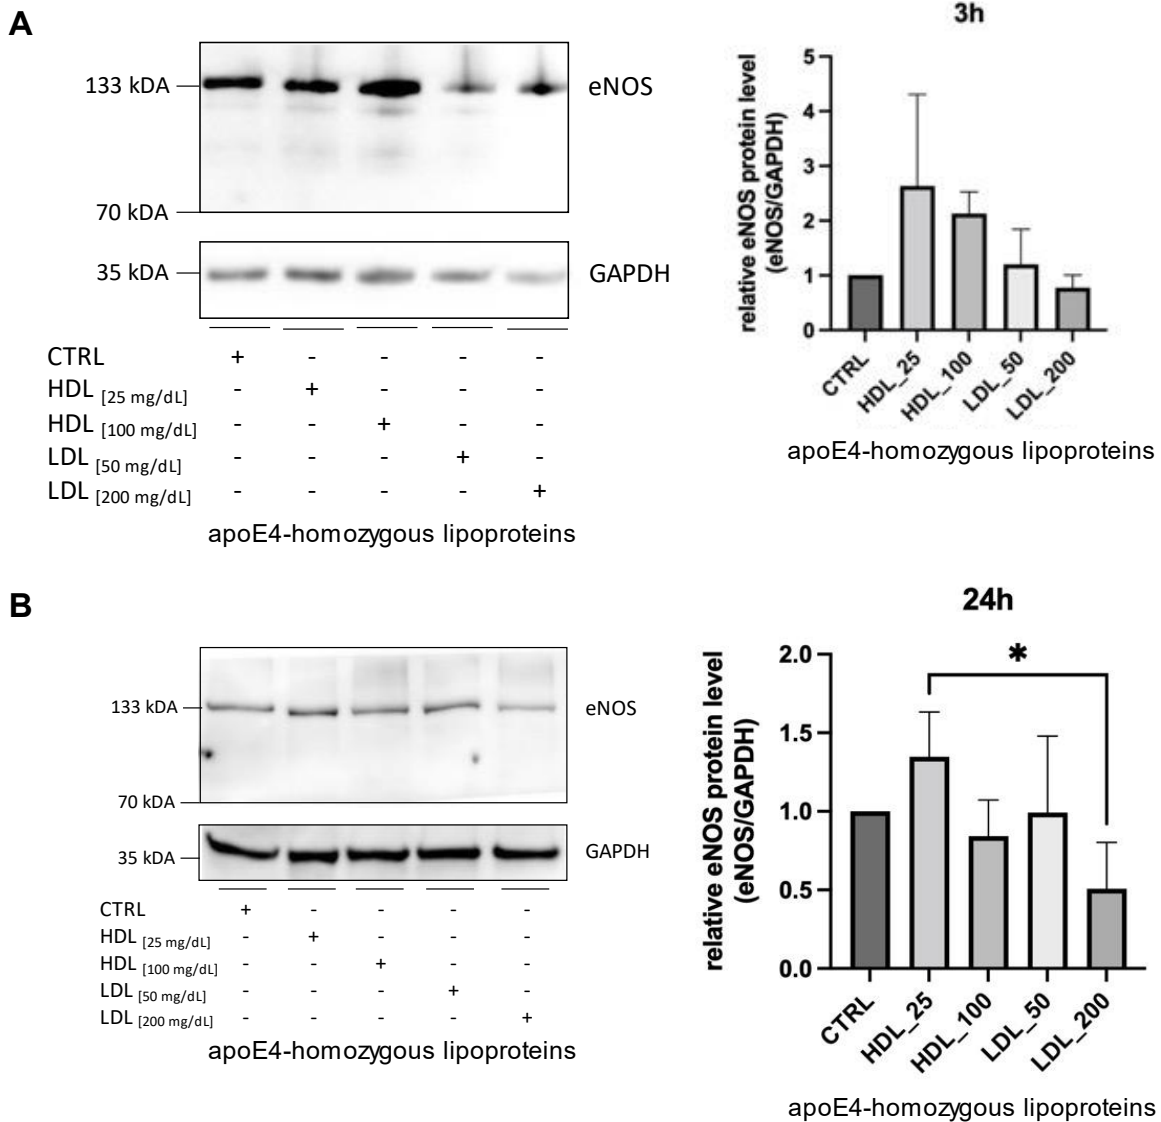 A
133 kDA
eNOS
70 kDA
35 kDA
GAPDH
CTRL + - - - -
HDL [25 mg/dL] - + - - -
HDL [100 mg/dL] - - + - -
LDL [50 mg/dL] - - - + -
LDL [200 mg/dL] - - - - +
apoE4-homozygous lipoproteins
3h
relative eNOS protein level
(eNOS/GAPDH)
5
4
3
2
1
0
CTRL
HDL_25
HDL_100
LDL_50
LDL_200
apoE4-homozygous lipoproteins
B
133 kDA
eNOS
70 kDA
35 kDA
GAPDH
CTRL + - - - -
HDL [25 mg/dL] - + - - -
HDL [100 mg/dL] - - + - -
LDL [50 mg/dL] - - - + -
LDL [200 mg/dL] - - - - +
apoE4-homozygous lipoproteins
24h
relative eNOS protein level
(eNOS/GAPDH)
2.0
1.5
1.0
0.5
0.0
*
CTRL
HDL_25
HDL_100
LDL_50
LDL_200
apoE4-homozygous lipoproteins